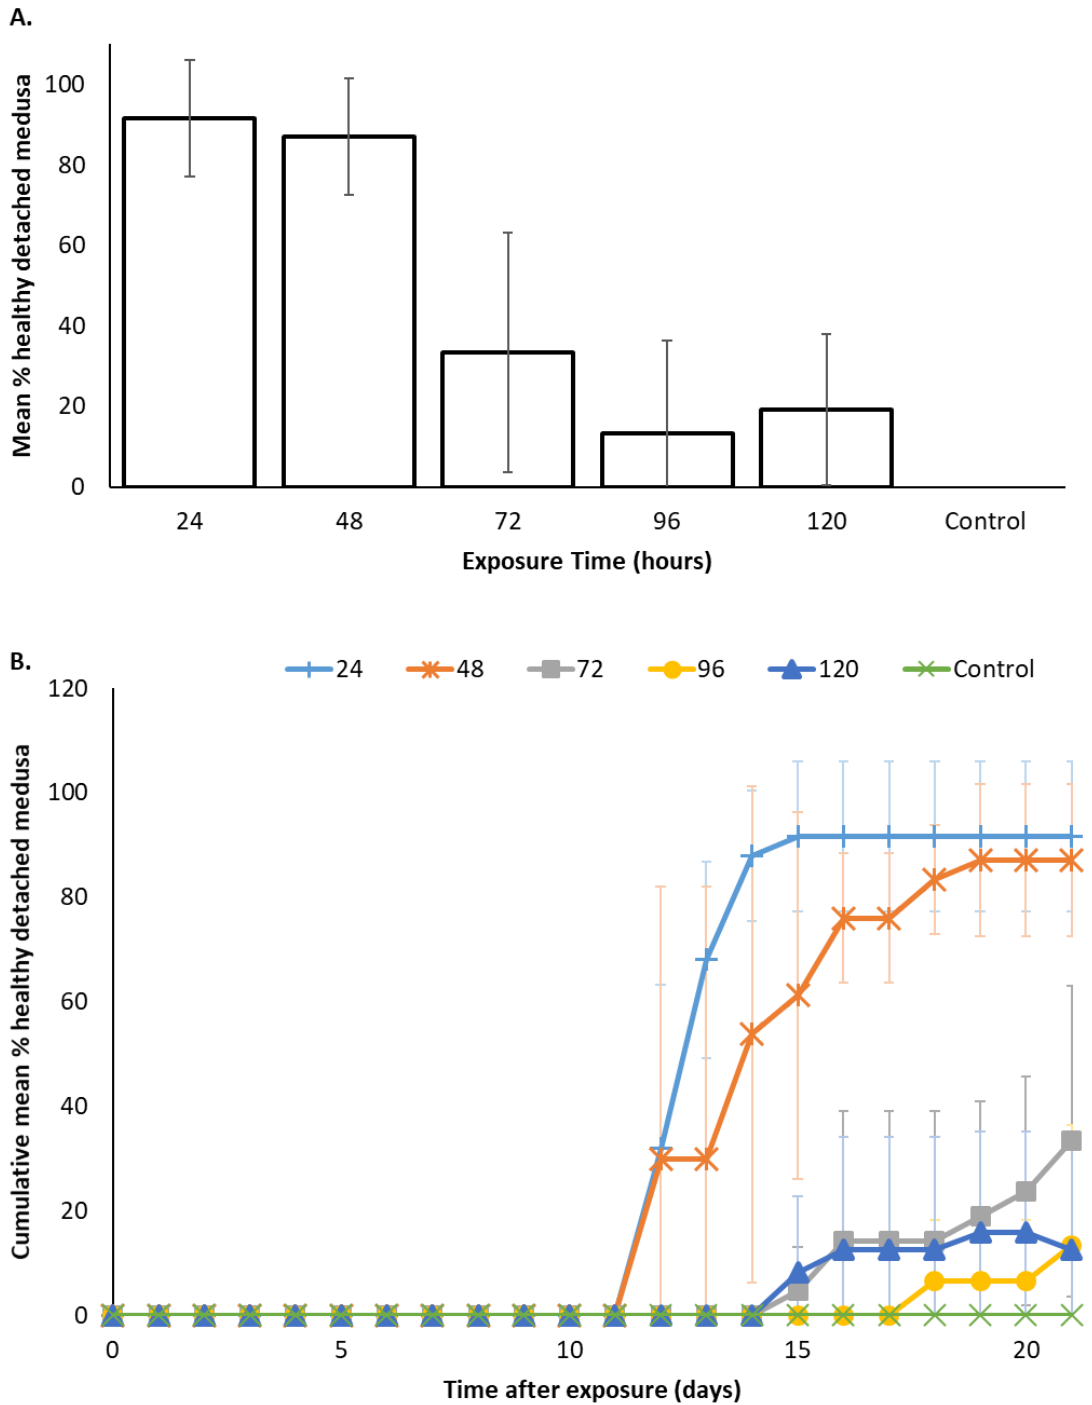 A.
Mean % healthy detached medusa
100
80
60
40
20
0
24 48 72 96 120 Control
Exposure Time (hours)
B.
24 48 72 96 120 Control
Cumulative mean % healthy detached medusa
120
100
80
60
40
20
0
0 5 10 15 20
Time after exposure (days)